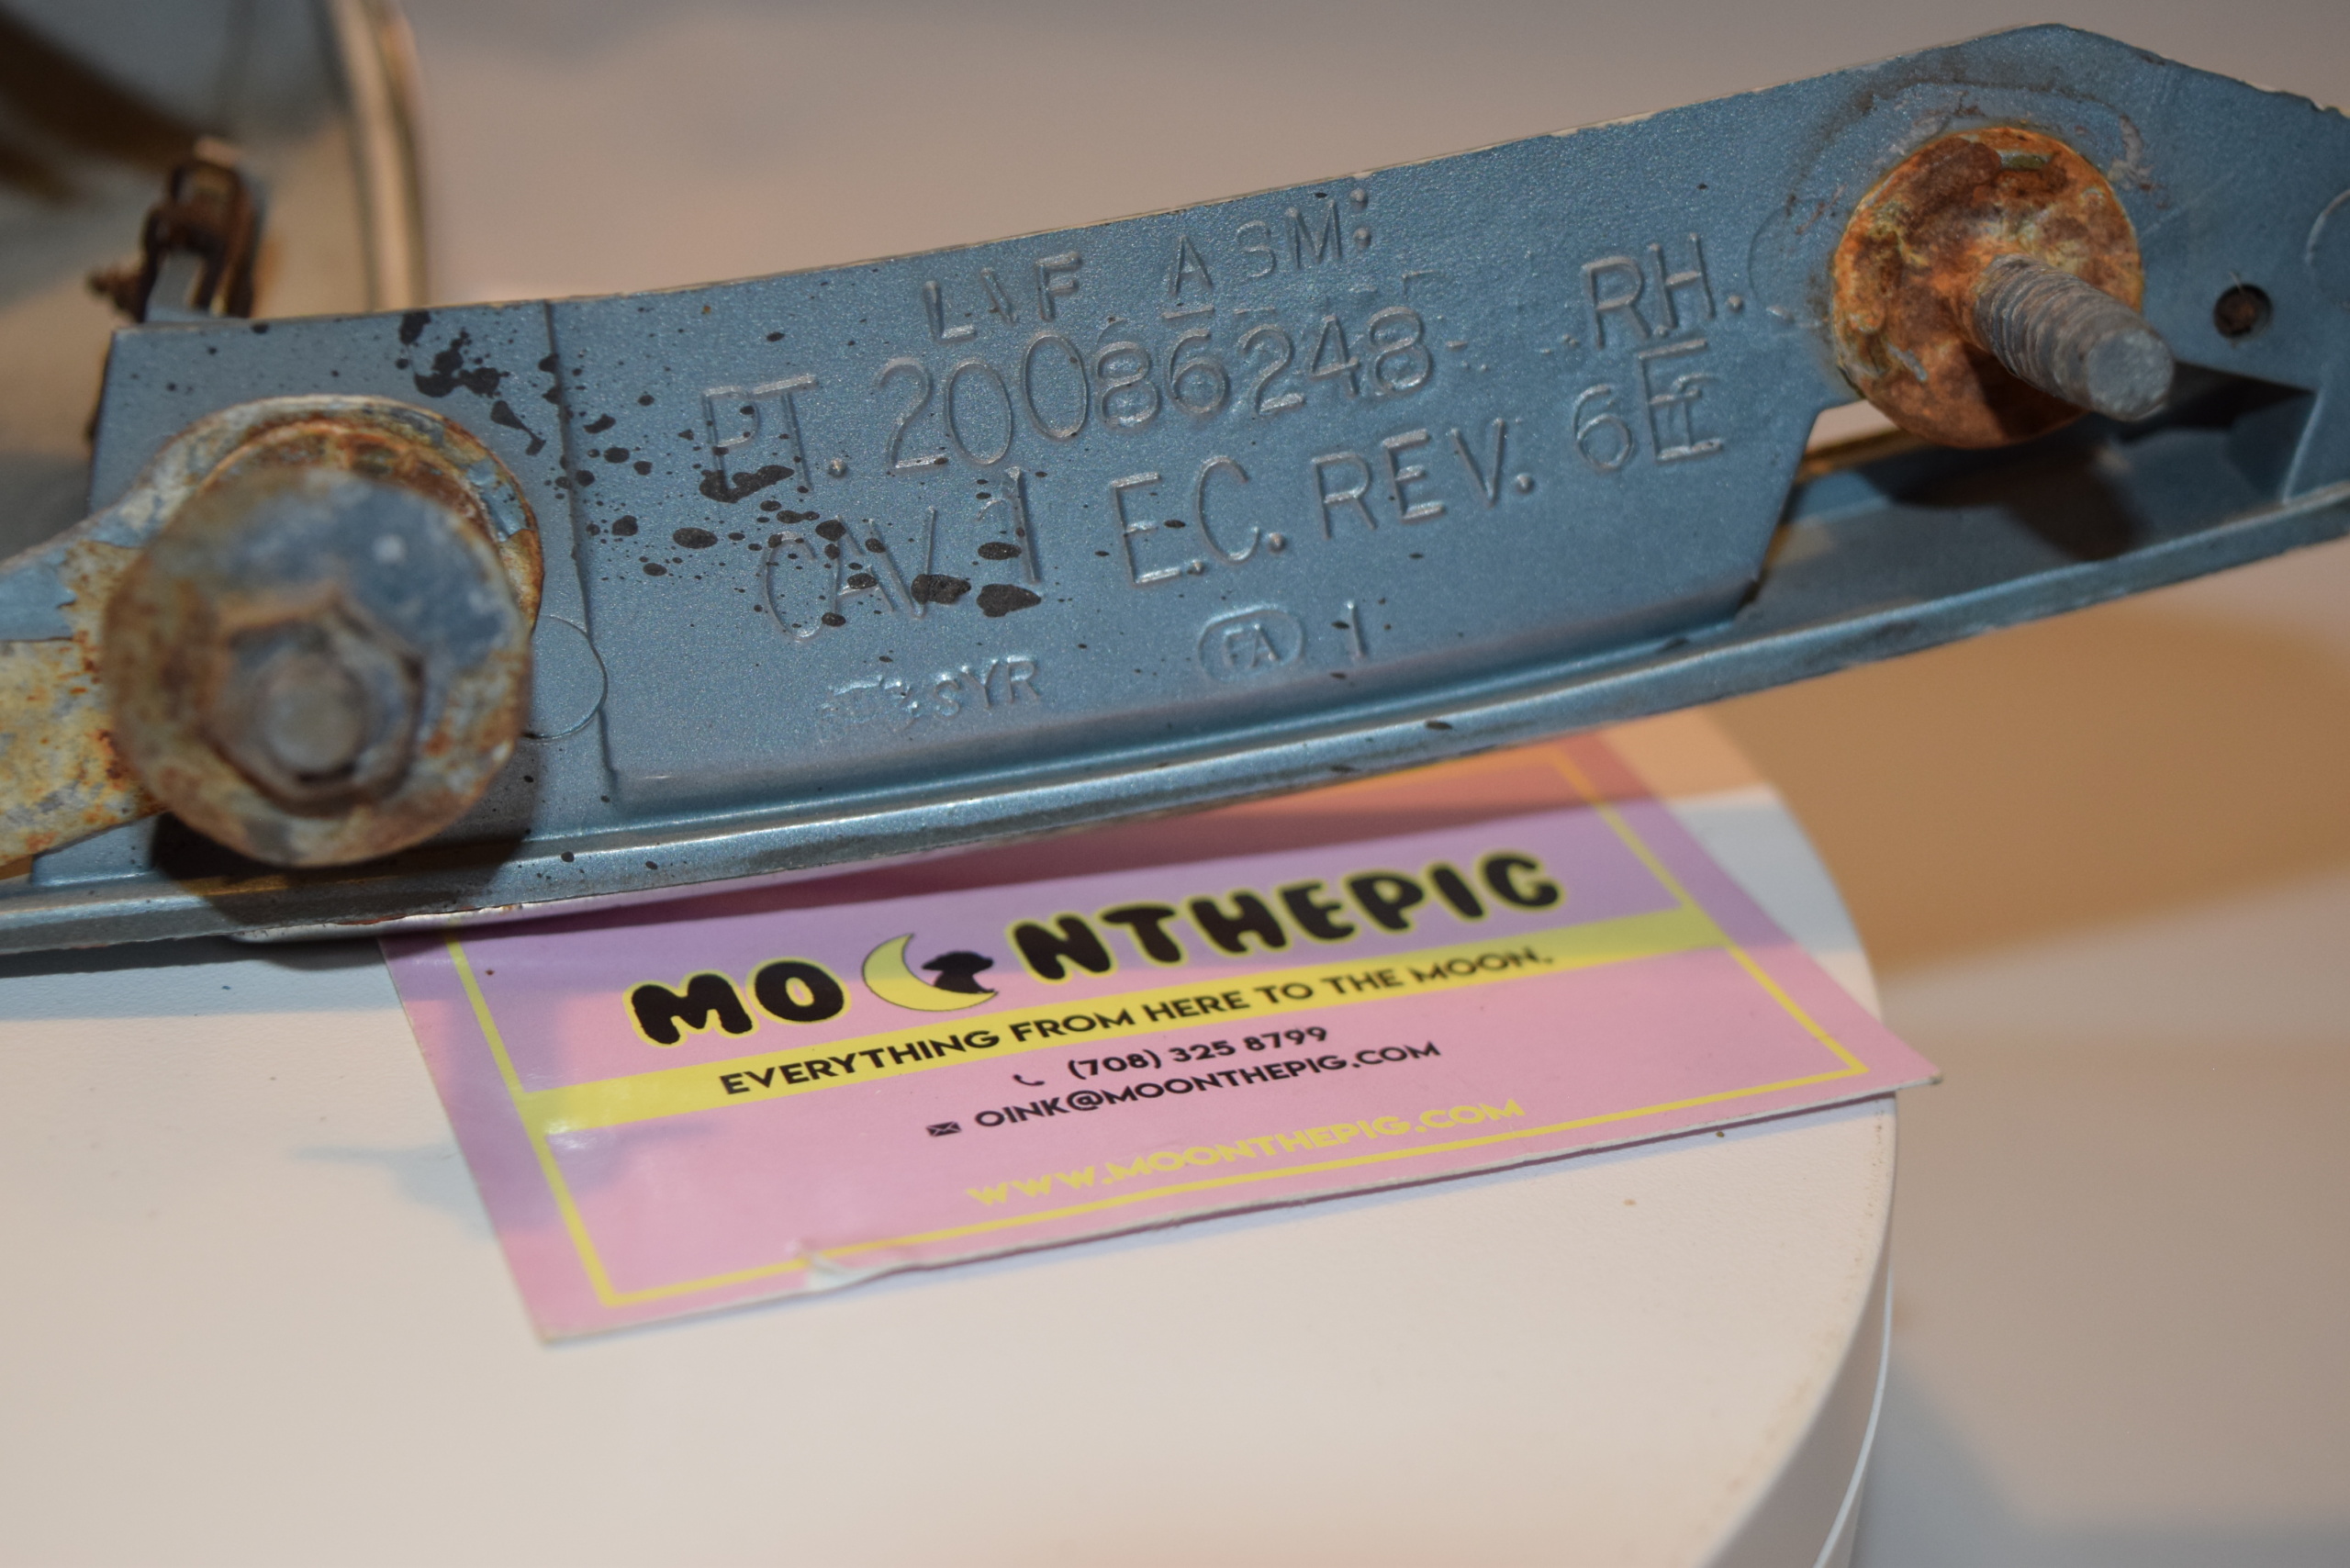 ASM:
PT. 20086248 RH.
CAV. 1 E.C. REV. 6E
SYR FA 1
MOONTHEPIG
EVERYTHING FROM HERE TO THE MOON.
(708) 325 8799
OINK@MOONTHEPIG.COM
WWW.MOONTHEPIG.COM